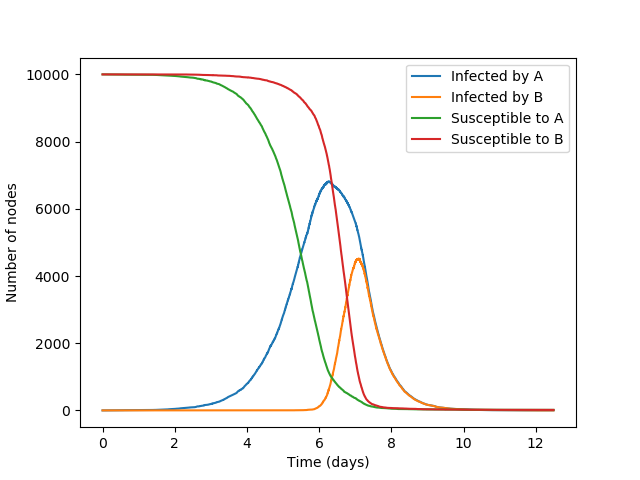 10000
8000
6000
4000
2000
0
Number of nodes
0 2 4 6 8 10 12
Time (days)
Infected by A
Infected by B
Susceptible to A
Susceptible to B